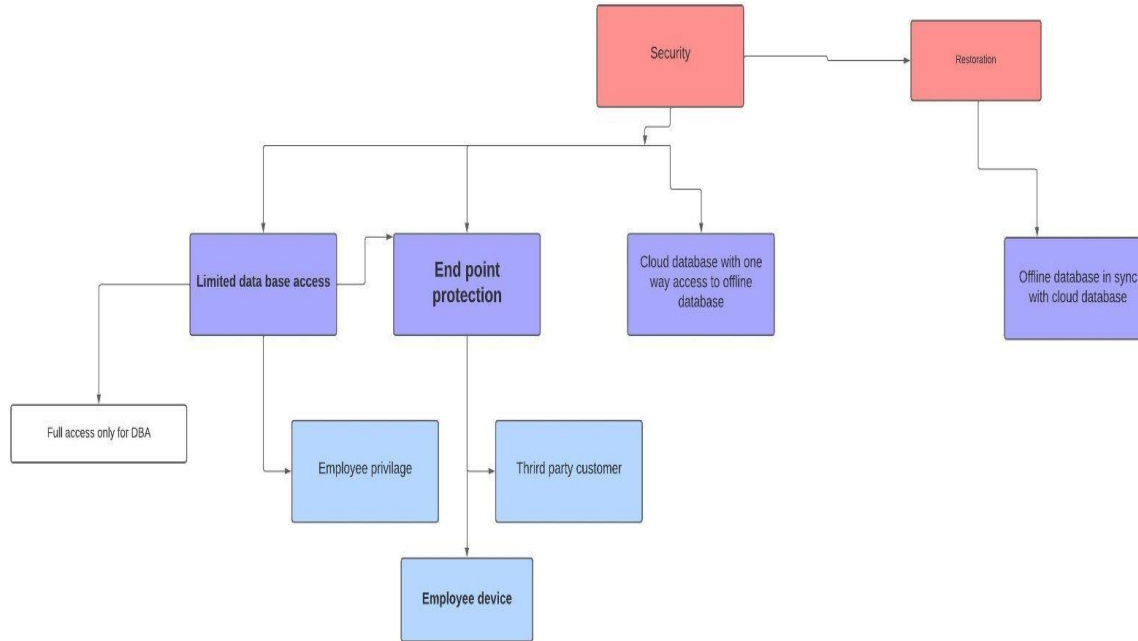 Security
Restoration
Limited data base access
End point
protection
Cloud database with one
way access to offline
database
Offline database in sync
with cloud database
Full access only for DBA
Employee privilage
Thrird party customer
Employee device